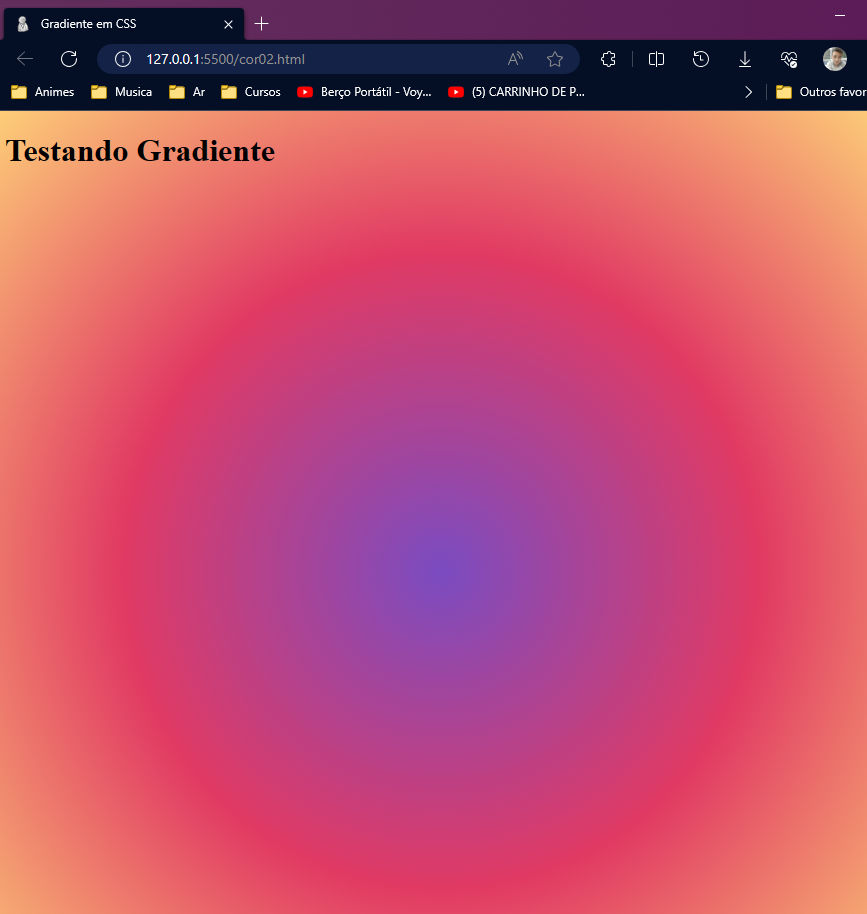 Gradiente em CSS
127.0.0.1:5500/cor02.html
Animes Musica Ar Cursos Berço Portátil - Voy... (5) CARRINHO DE P... Outros favor
Testando Gradiente